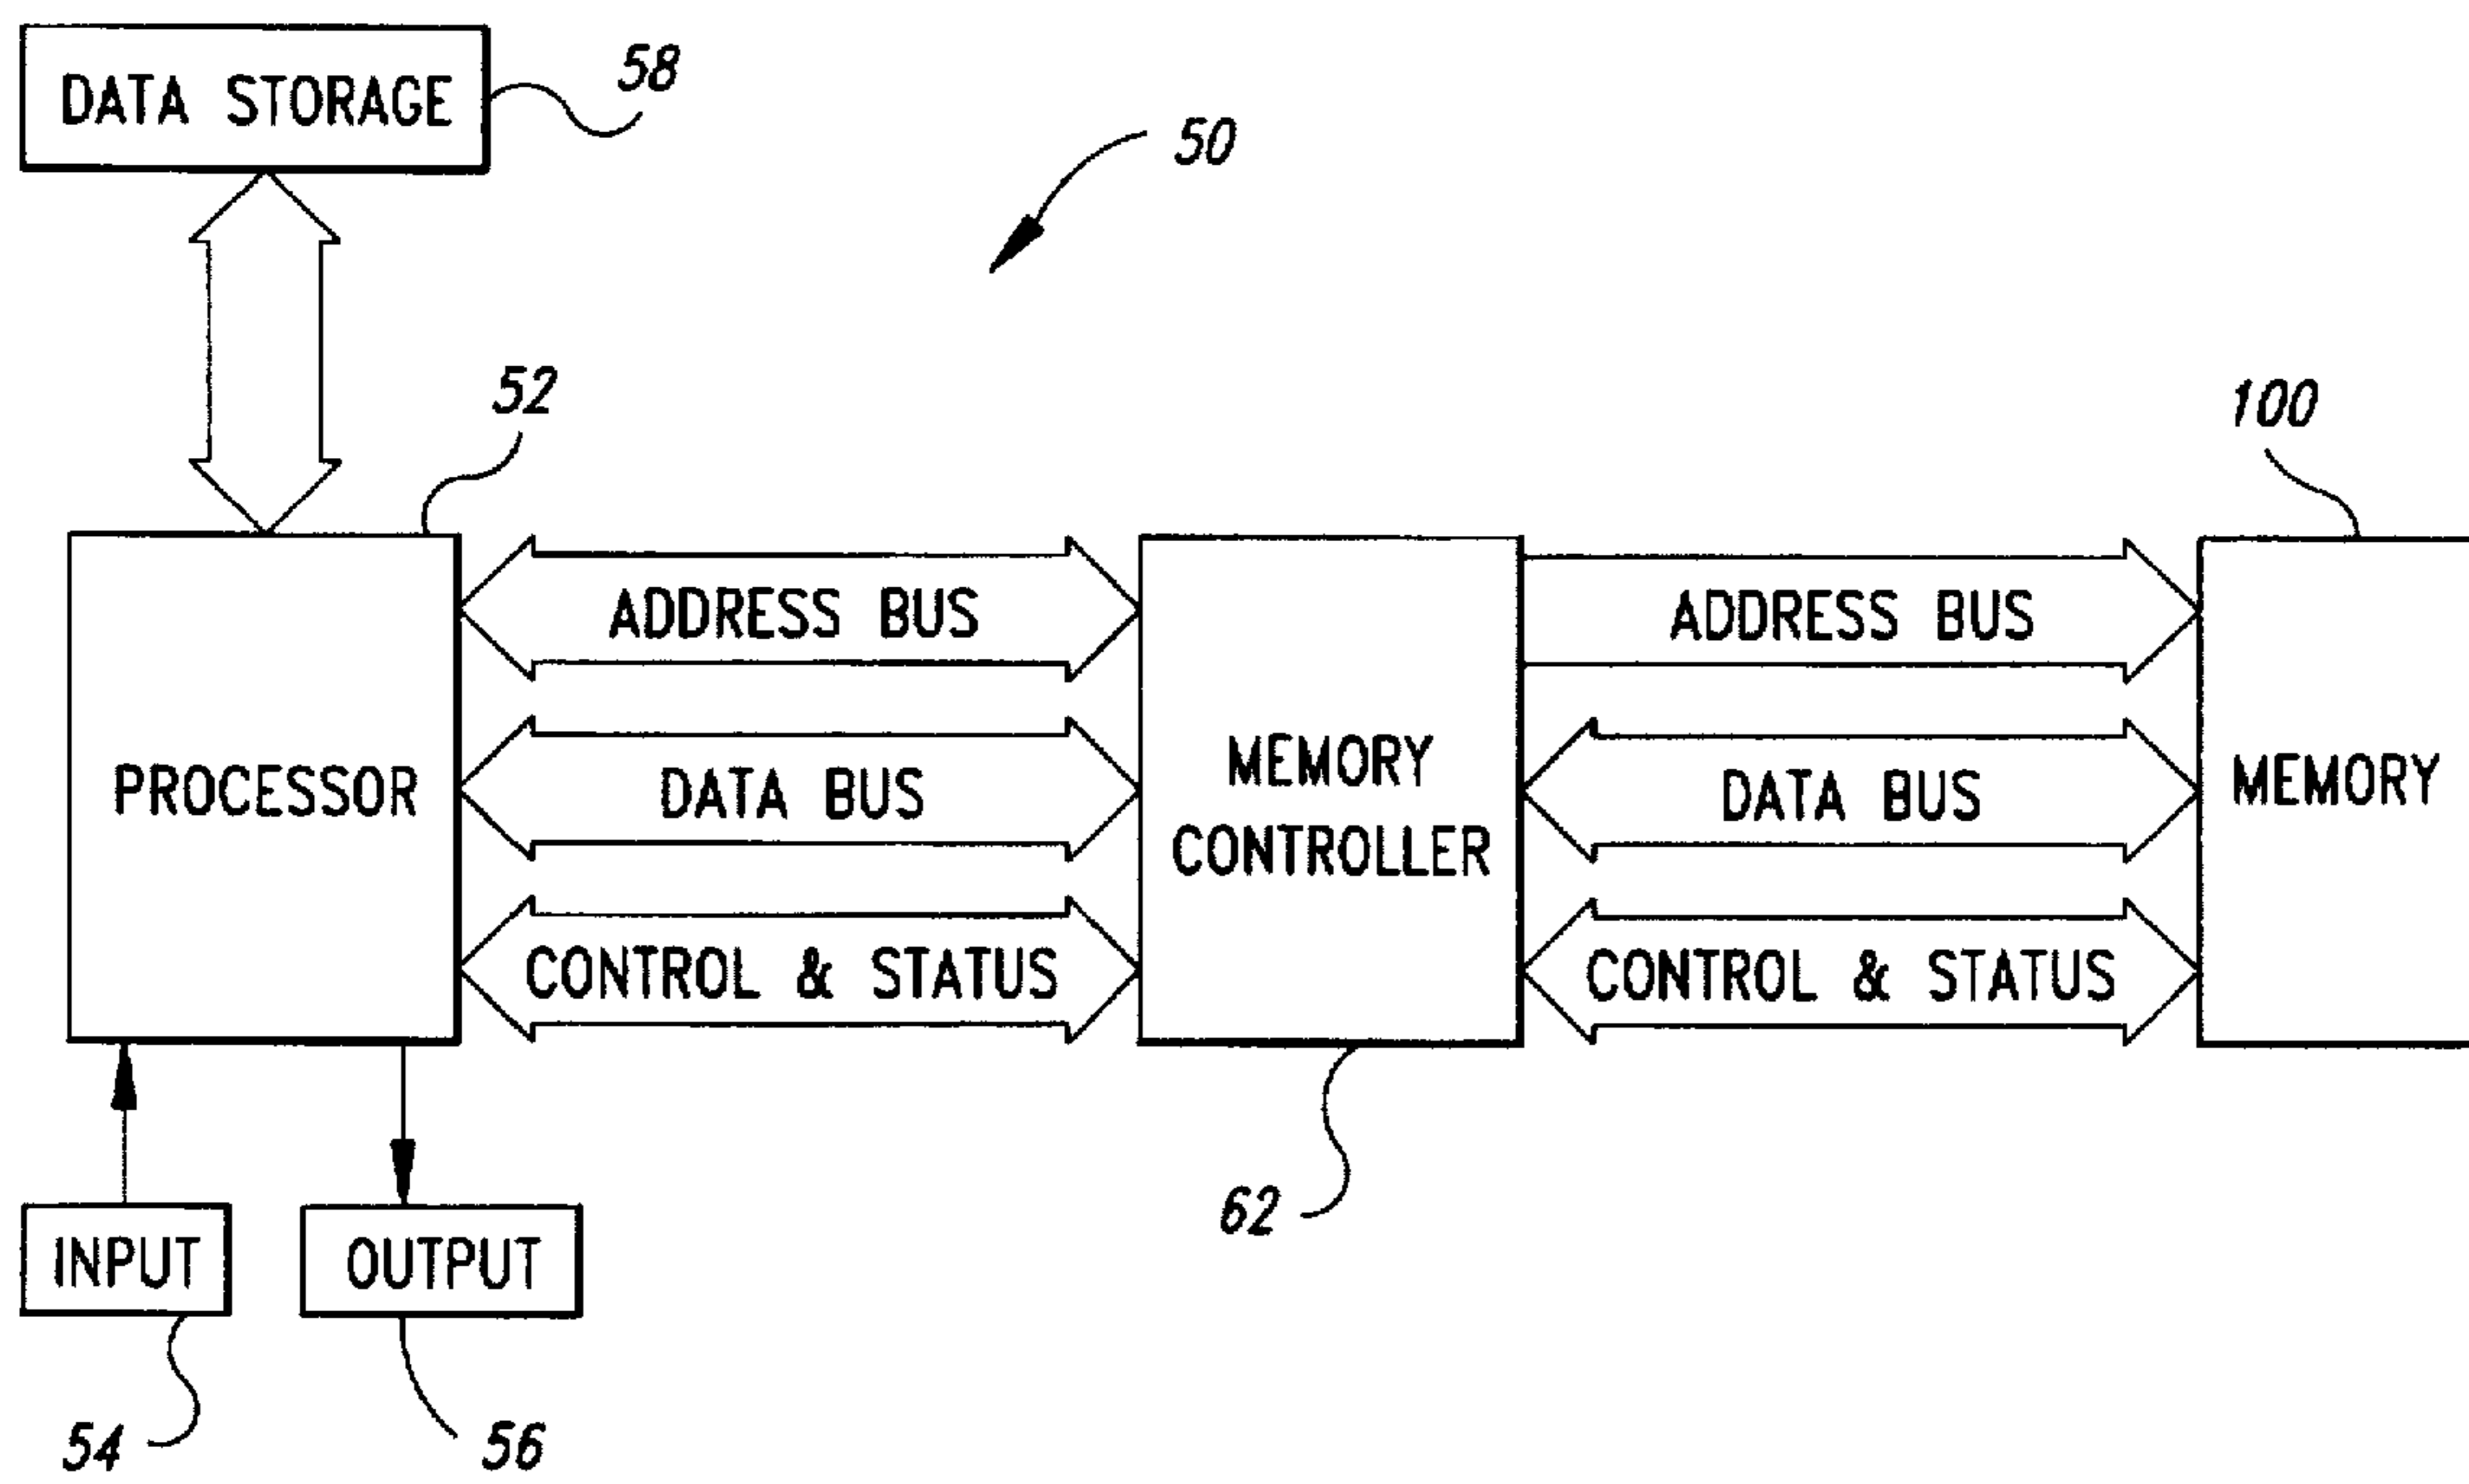 DATA STORAGE
58
50
52
100
ADDRESS BUS
ADDRESS BUS
PROCESSOR
DATA BUS
MEMORY
CONTROLLER
DATA BUS
MEMORY
CONTROL & STATUS
CONTROL & STATUS
62
INPUT
OUTPUT
54
56